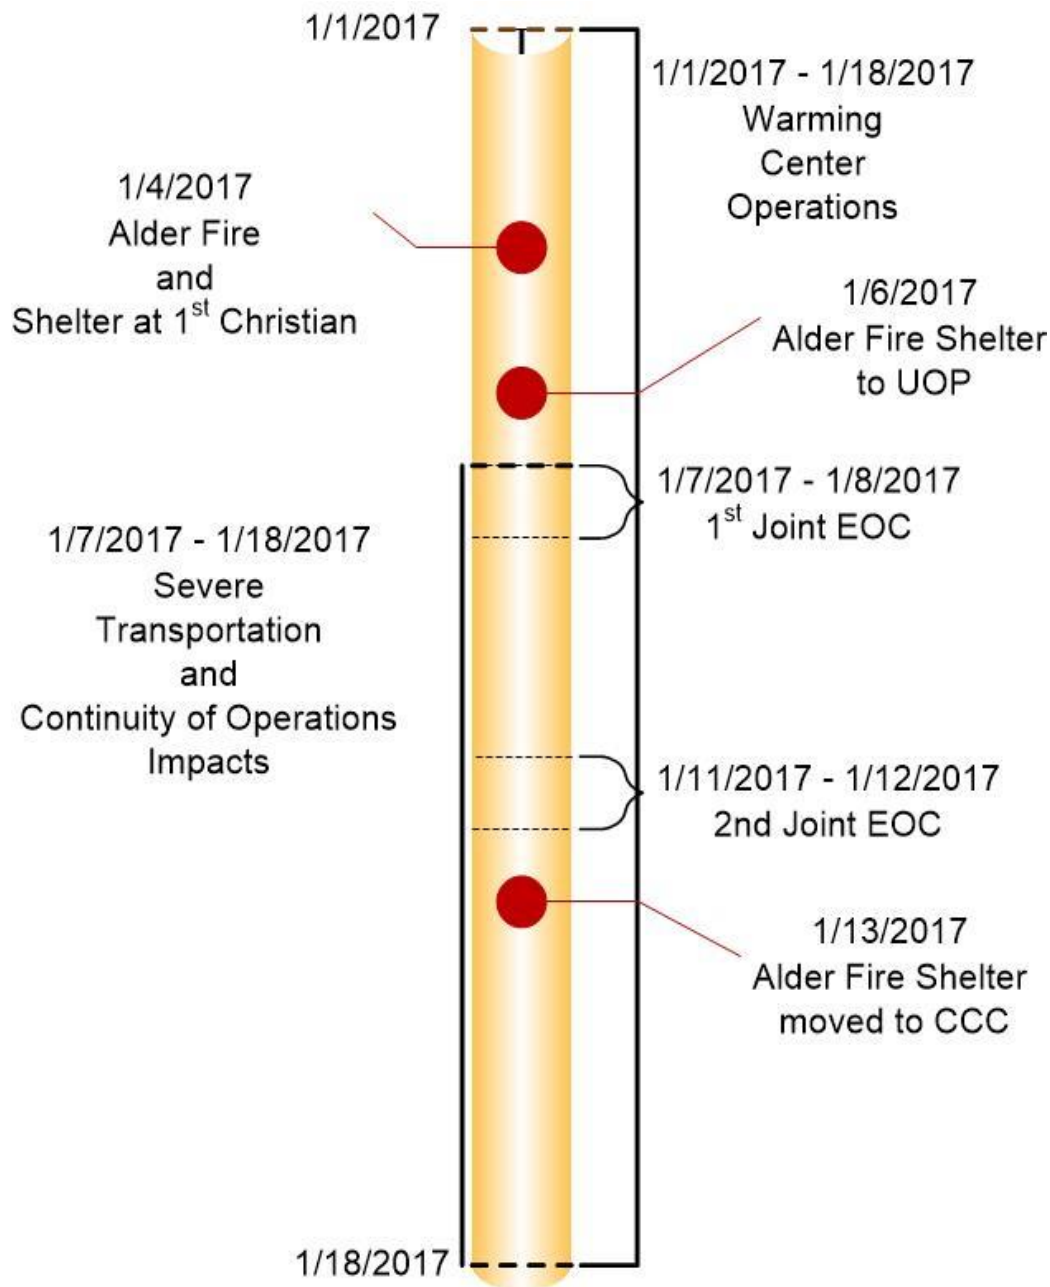 1/1/2017
1/1/2017 - 1/18/2017
Warming
Center
Operations
1/4/2017
Alder Fire
and
Shelter at 1st Christian
1/6/2017
Alder Fire Shelter
to UOP
1/7/2017 - 1/8/2017
1st Joint EOC
1/7/2017 - 1/18/2017
Severe
Transportation
and
Continuity of Operations
Impacts
1/11/2017 - 1/12/2017
2nd Joint EOC
1/13/2017
Alder Fire Shelter
moved to CCC
1/18/2017